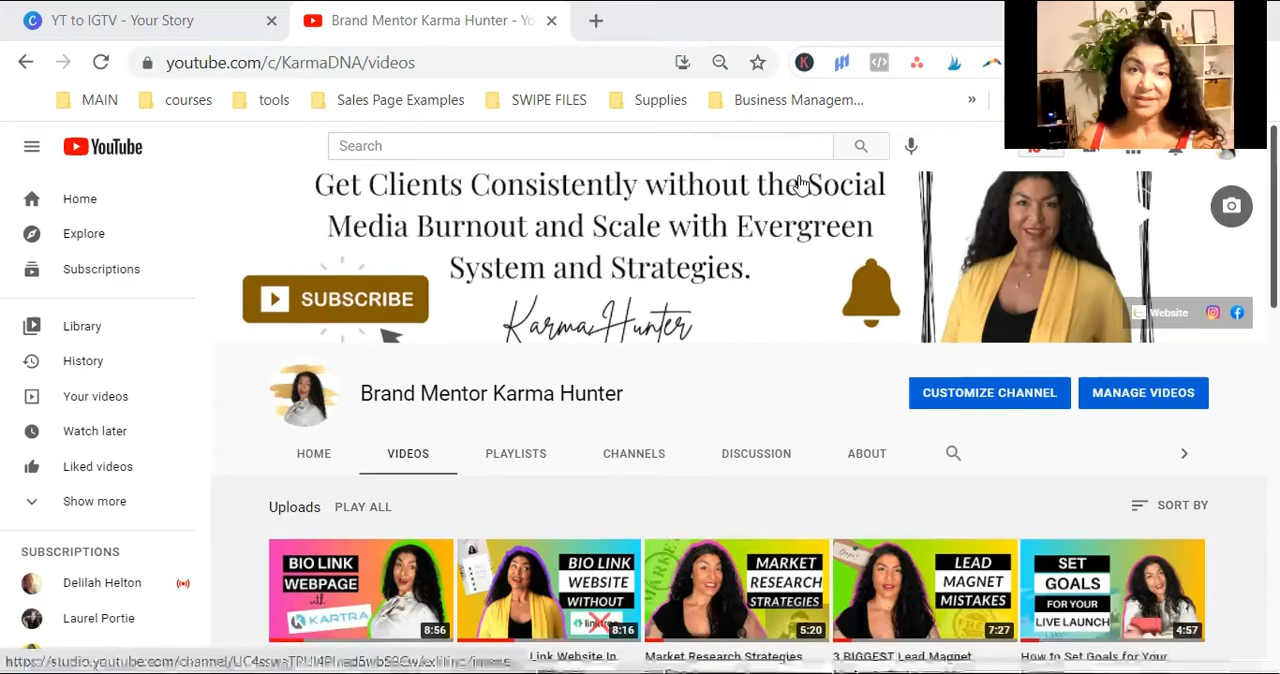 YT to IGTV - Your Story
Brand Mentor Karma Hunter - Yo
youtube.com/c/KarmaDNA/videos
MAIN courses tools Sales Page Examples SWIPE FILES Supplies Business Managem... »
YouTube
Search
Get Clients Consistently without the Social
Media Burnout and Scale with Evergreen
System and Strategies.
SUBSCRIBE
Karma Hunter
Website
Home
Explore
Subscriptions
Library
History
Your videos
Watch later
Liked videos
Show more
SUBSCRIPTIONS
Delilah Helton
Laurel Portie
Brand Mentor Karma Hunter
CUSTOMIZE CHANNEL MANAGE VIDEOS
HOME VIDEOS PLAYLISTS CHANNELS DISCUSSION ABOUT
Uploads PLAY ALL SORT BY
BIO LINK
WEBPAGE
with
KARTRA
8:56
BIO LINK
WEBSITE
WITHOUT
8:16
MARKET
RESEARCH
STRATEGIES
5:20
Oops!
LEAD
MAGNET
MISTAKES
7:27
SET
GOALS
FOR YOUR
LIVE LAUNCH
4:57
Link Website In
Market Research Strategies
3 BIGGEST Lead Magnet
How to Set Goals for Your